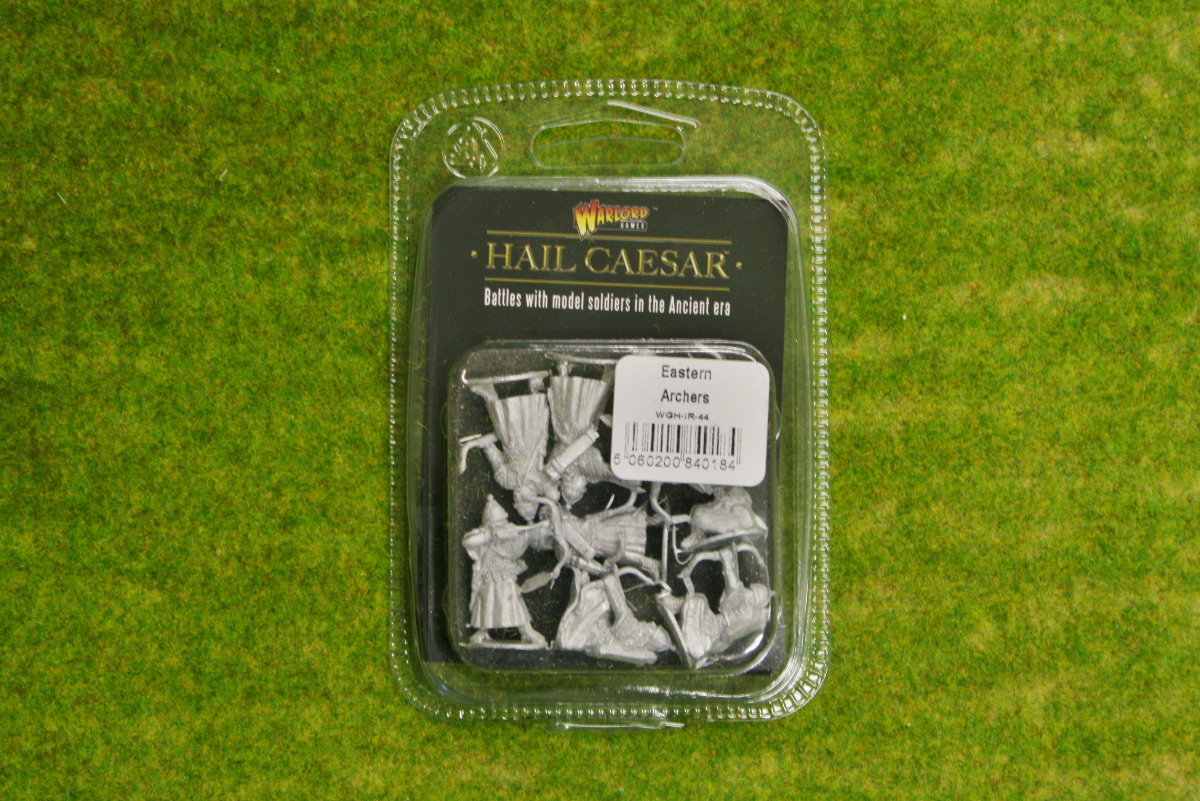 WARLORD™
GAMES
· HAIL CAESAR ·
Battles with model soldiers in the Ancient era
Eastern
Archers
WGH-IR-44
5 060200 840184